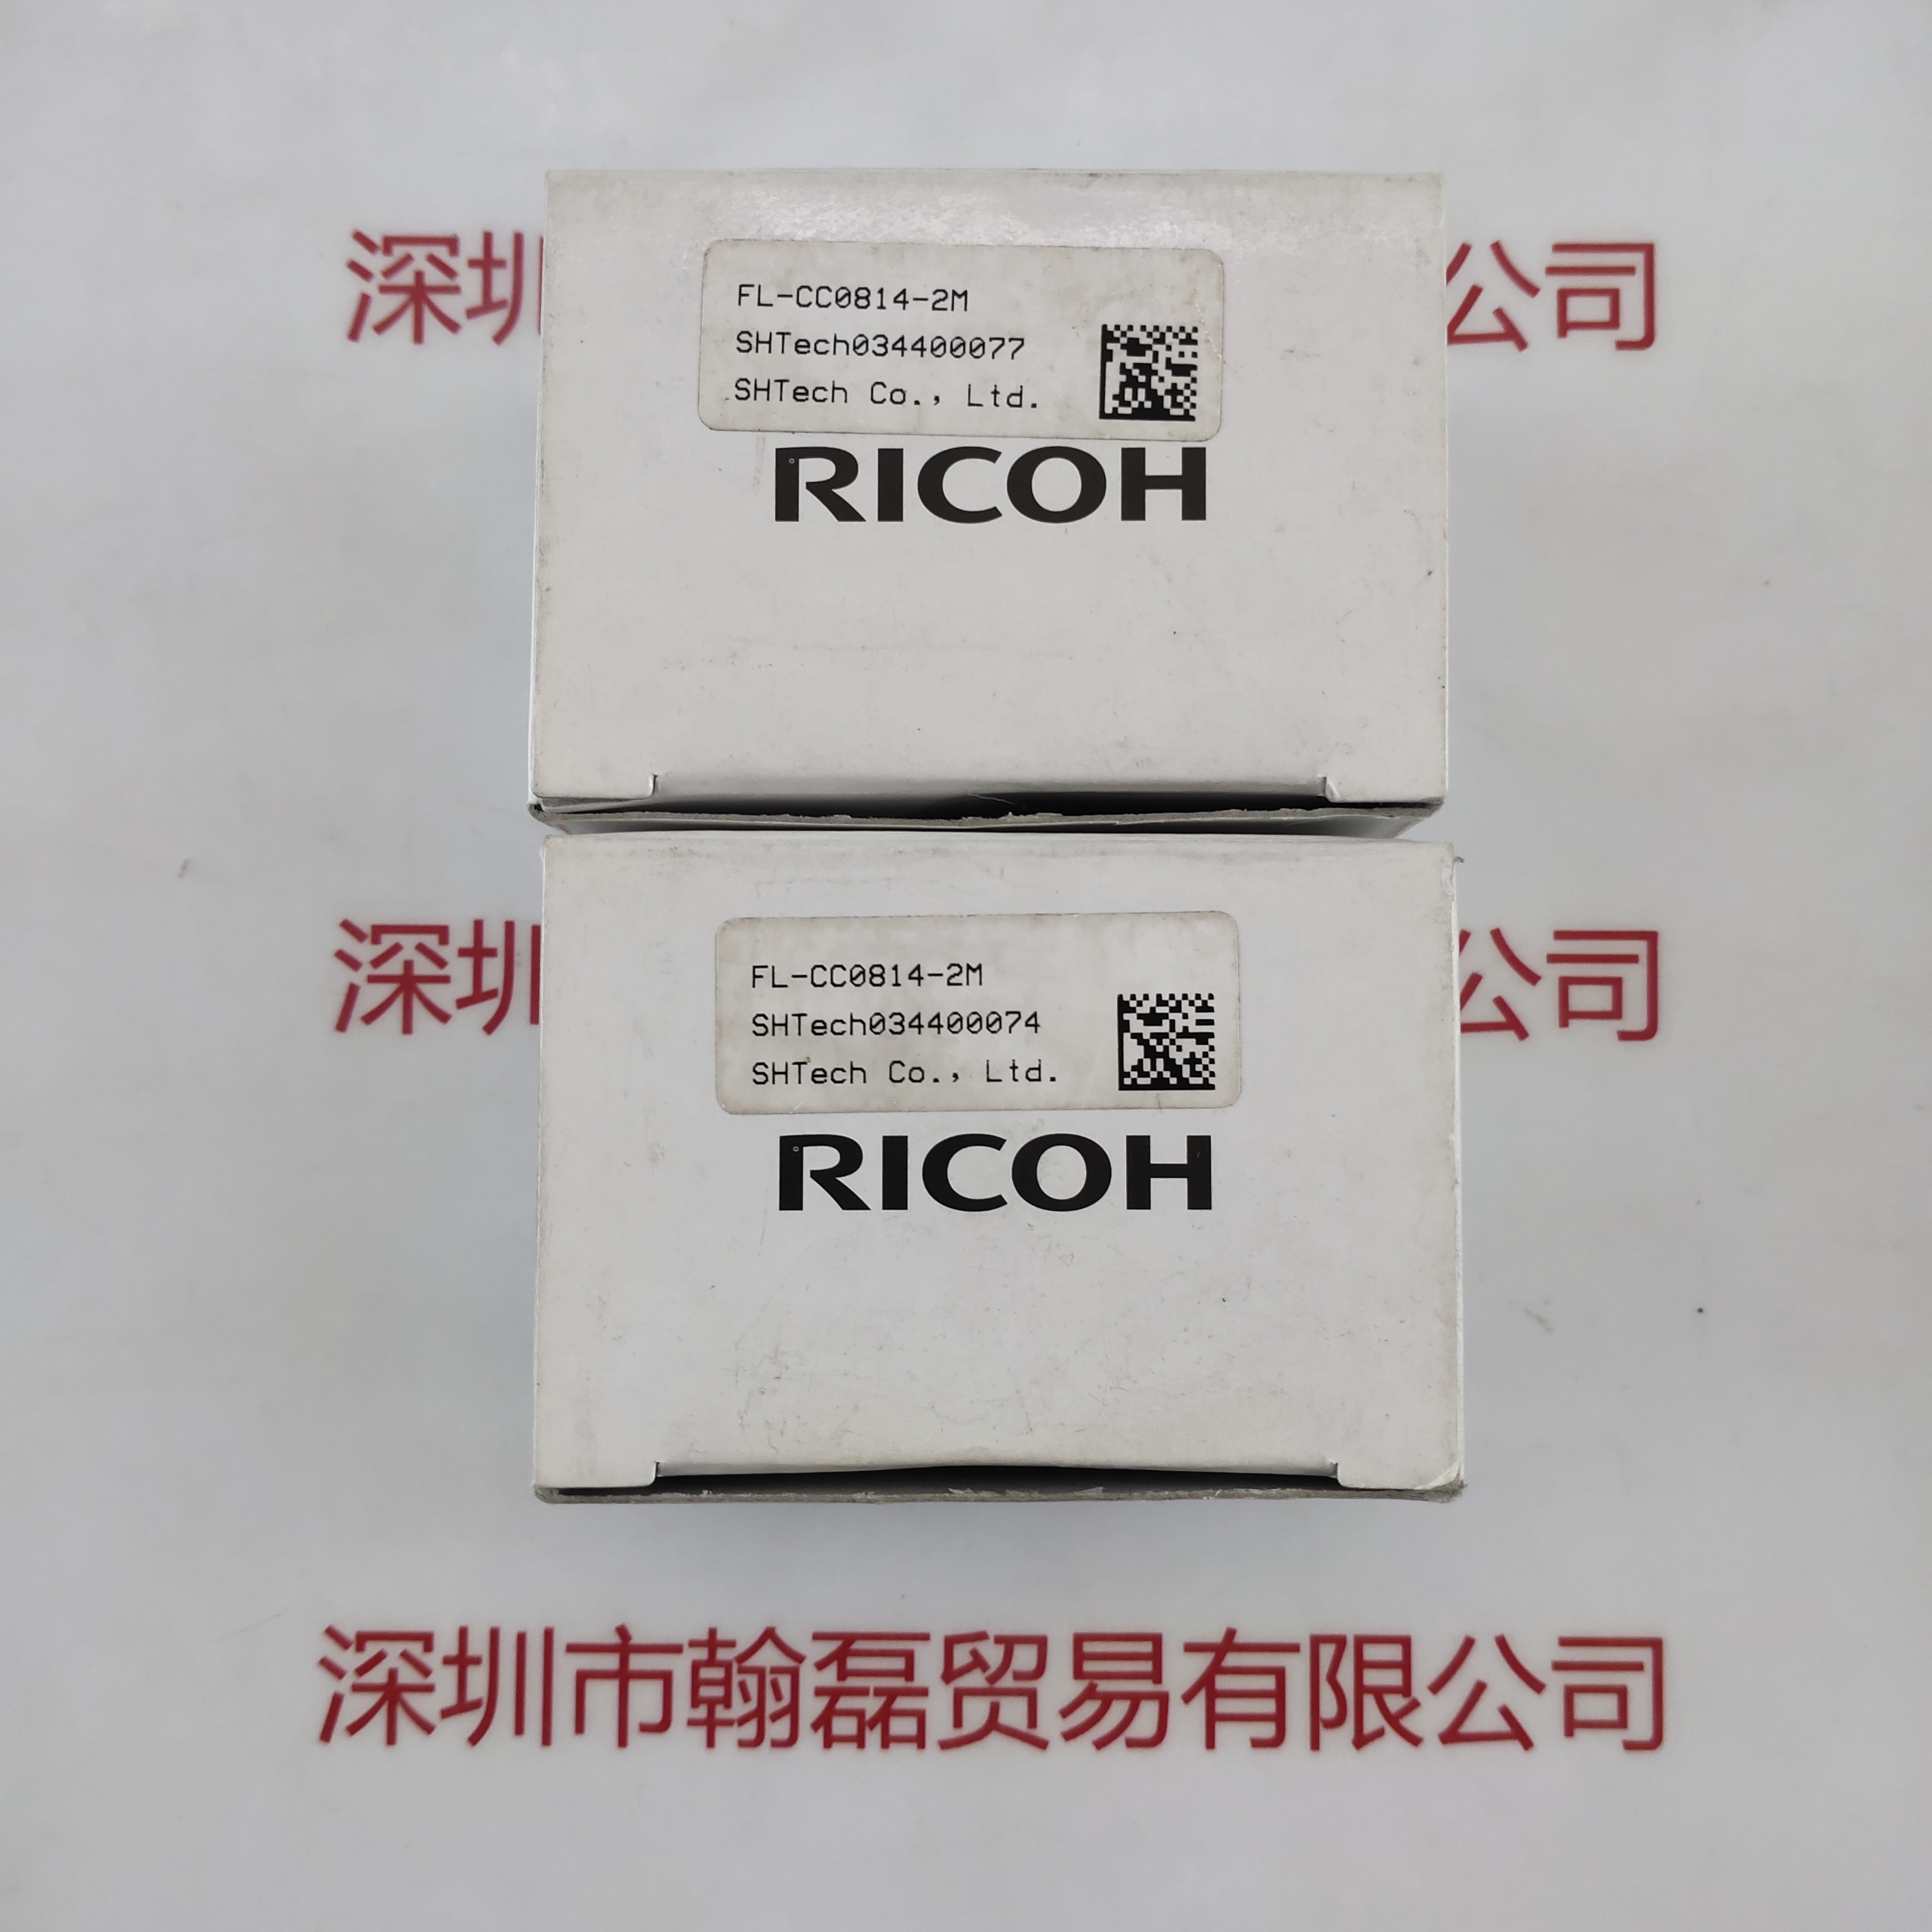 深圳
公司
FL-CC0814-2M
SHTech034400077
SHTech Co., Ltd.
RICOH
深圳
公司
FL-CC0814-2M
SHTech034400074
SHTech Co., Ltd.
RICOH
深圳市翰磊贸易有限公司